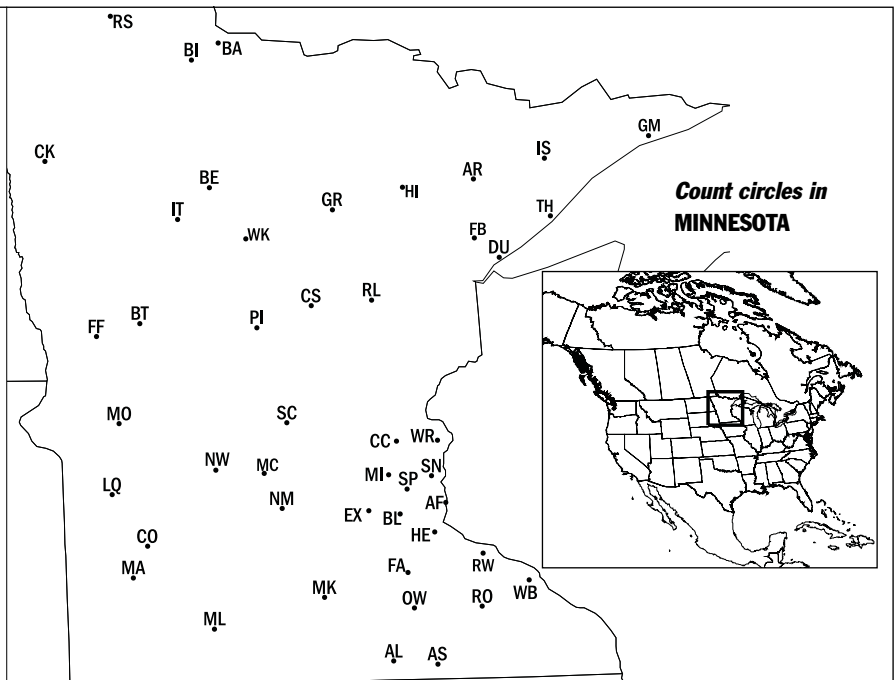 RS
BI BA
GM
CK
IS
AR
BE
HI
GR
IT
TH
WK
FB
DU
Count circles in
MINNESOTA
RL
CS
BT
PI
FF
MO
SC
CC WR
NW
MC
MI
SN
SP
LQ
NM
AF
EX
BL
HE
CO
MA
FA
RW
MK
OW
RO
WB
ML
AL AS